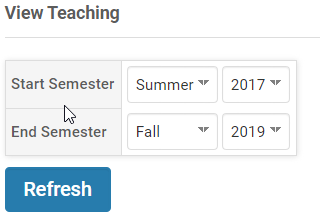 View Teaching
Start Semester Summer 2017
End Semester Fall 2019
Refresh